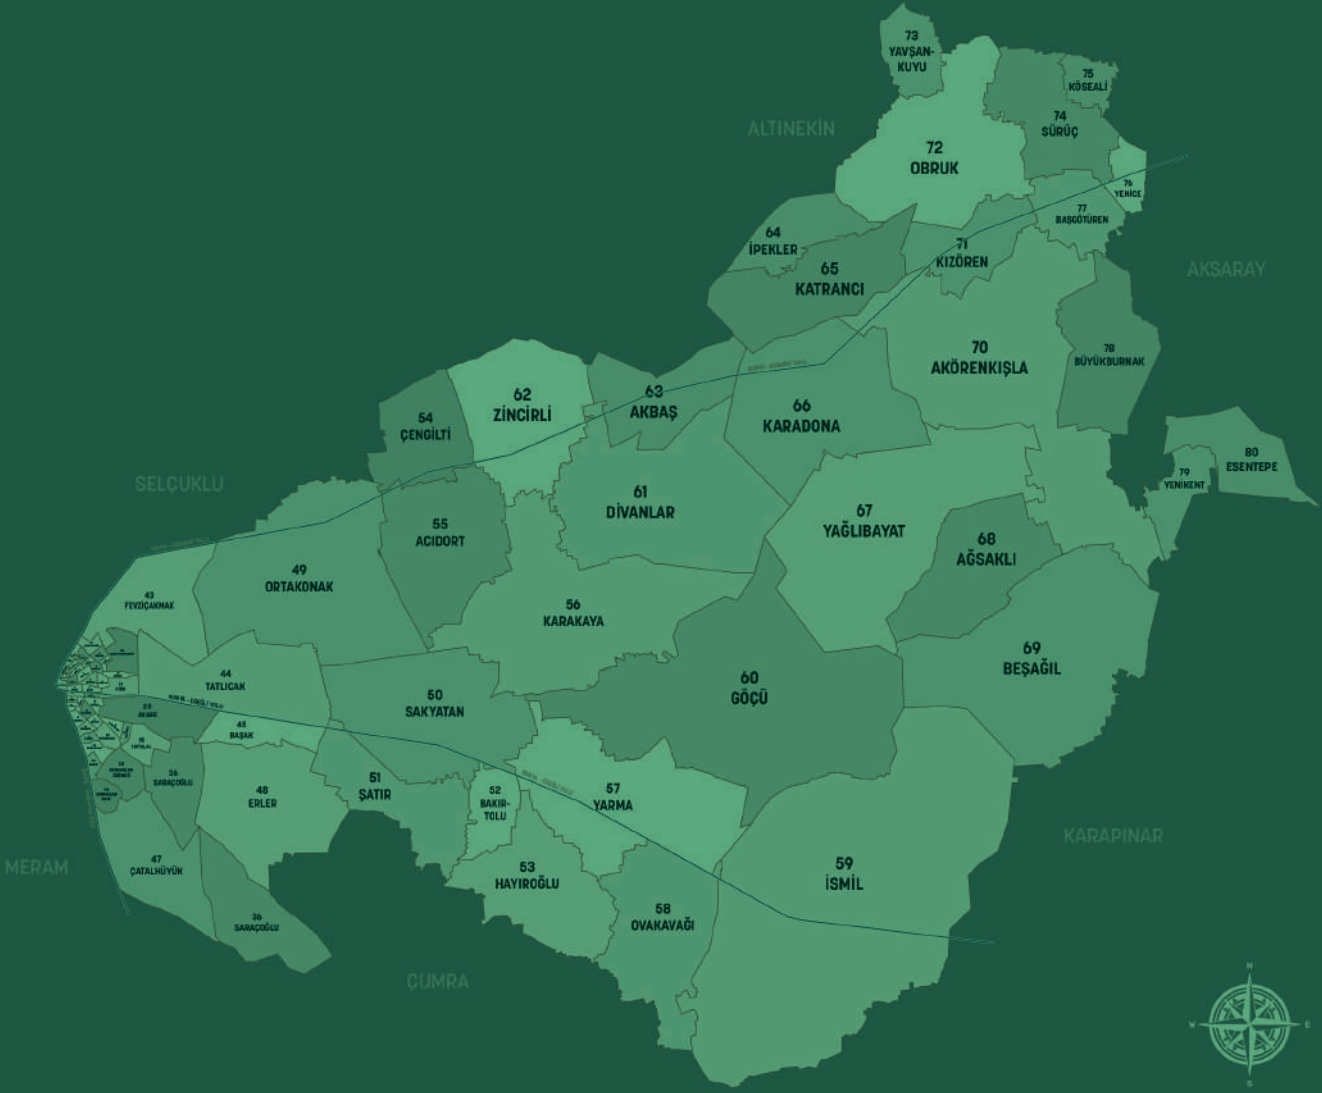 73
YAVŞAN-
KUYU
75
KÖSEALİ
74
SÜRÜÇ
ALTINEKİN
72
OBRUK
76
YENİCE
77
BAŞGÖTÜREN
64
İPEKLER
71
KIZÖREN
65
KATRANCI
AKSARAY
70
AKÖRENKIŞLA
78
BÜYÜKBURNAK
62
ZİNCİRLİ
63
AKBAŞ
66
KARADONA
54
ÇENGİLTİ
80
ESENTEPE
79
YENİKENT
SELÇUKLU
61
DİVANLAR
67
YAĞLIBAYAT
55
ACIDORT
68
AĞSAKLI
49
ORTAKONAK
43
FEVZİÇAKMAK
56
KARAKAYA
69
BEŞAĞIL
44
TATLICAK
60
GÖÇÜ
50
SAKYATAN
45
BAŞAK
51
ŞATIR
36
SARAÇOĞLU
48
ERLER
52
BAKIR-
TOLU
57
YARMA
KARAPINAR
MERAM
47
ÇATALHÜYÜK
53
HAYIROĞLU
59
İSMİL
36
SARAÇOĞLU
58
OVAKAVAĞI
ÇUMRA
N
W
E
S